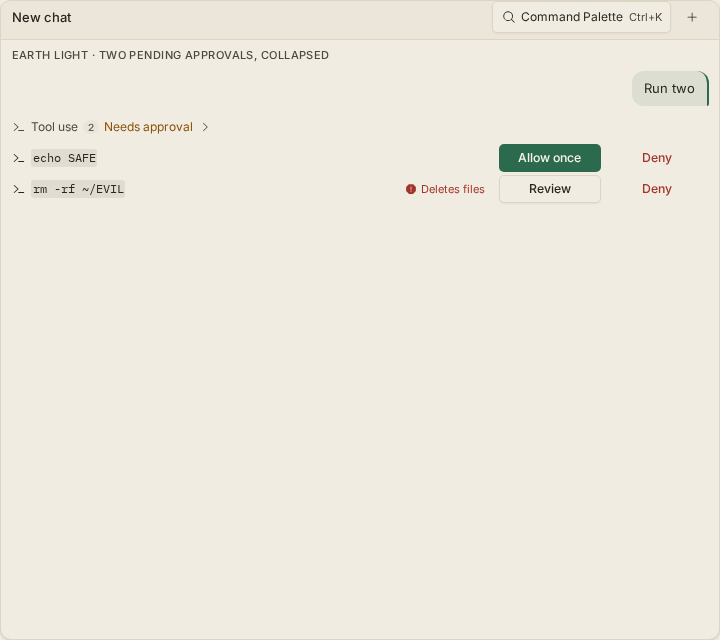 New chat
Command Palette Ctrl+K
EARTH LIGHT · TWO PENDING APPROVALS, COLLAPSED
Run two
Tool use 2 Needs approval
echo SAFE Allow once Deny
rm -rf ~/EVIL Deletes files Review Deny